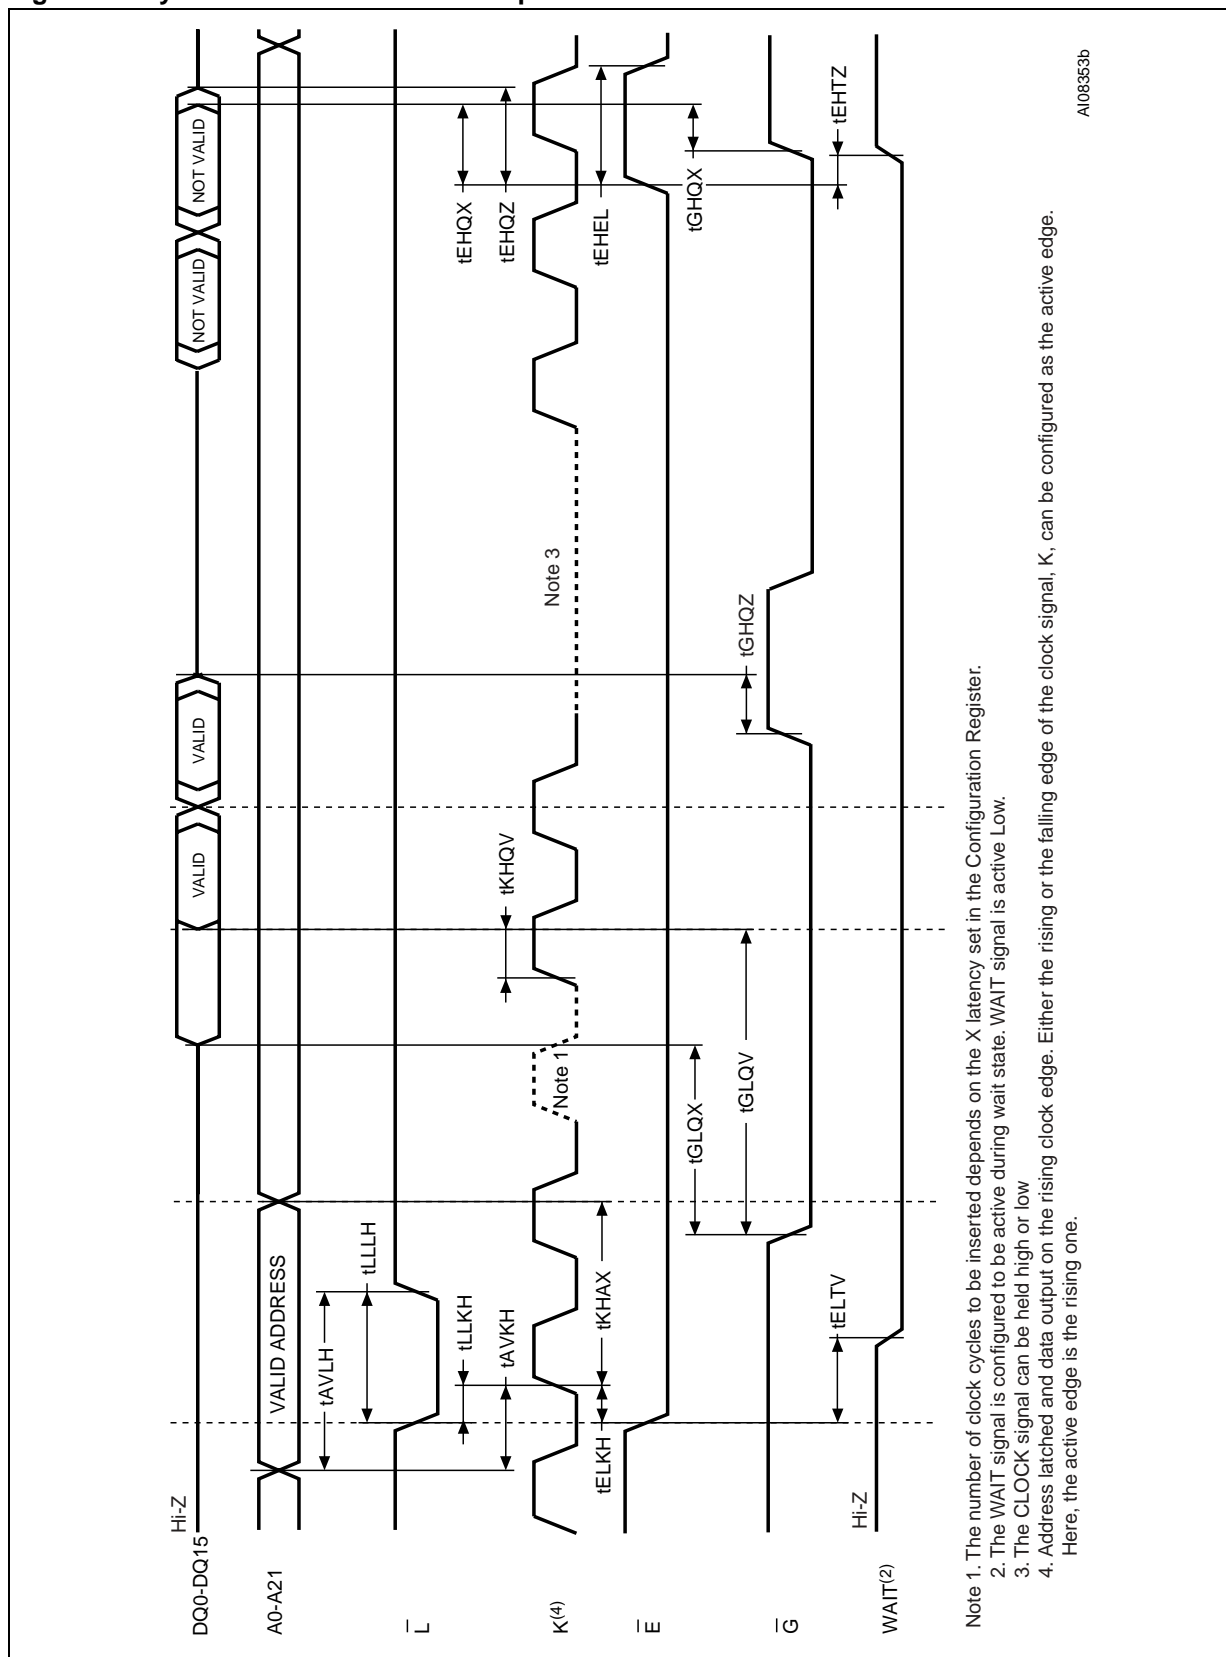 DQ0-DQ15
Hi-Z
VALID
VALID
NOT VALID
NOT VALID
A0-A21
VALID ADDRESS
tAVLH
L
tLLLH
tLLKH
tAVKH
tKHQV
tEHQX
tEHQZ
K(4)
Note 1
Note 3
tELKH
tKHAX
tEHEL
E
tGLQX
tGHQX
tGLQV
tGHQZ
G
tELTV
tEHTZ
WAIT(2)
Hi-Z
Note 1. The number of clock cycles to be inserted depends on the X latency set in the Configuration Register.
2. The WAIT signal is configured to be active during wait state. WAIT signal is active Low.
3. The CLOCK signal can be held high or low
4. Address latched and data output on the rising clock edge. Either the rising or the falling edge of the clock signal, K, can be configured as the active edge.
Here, the active edge is the rising one.
AI08353b